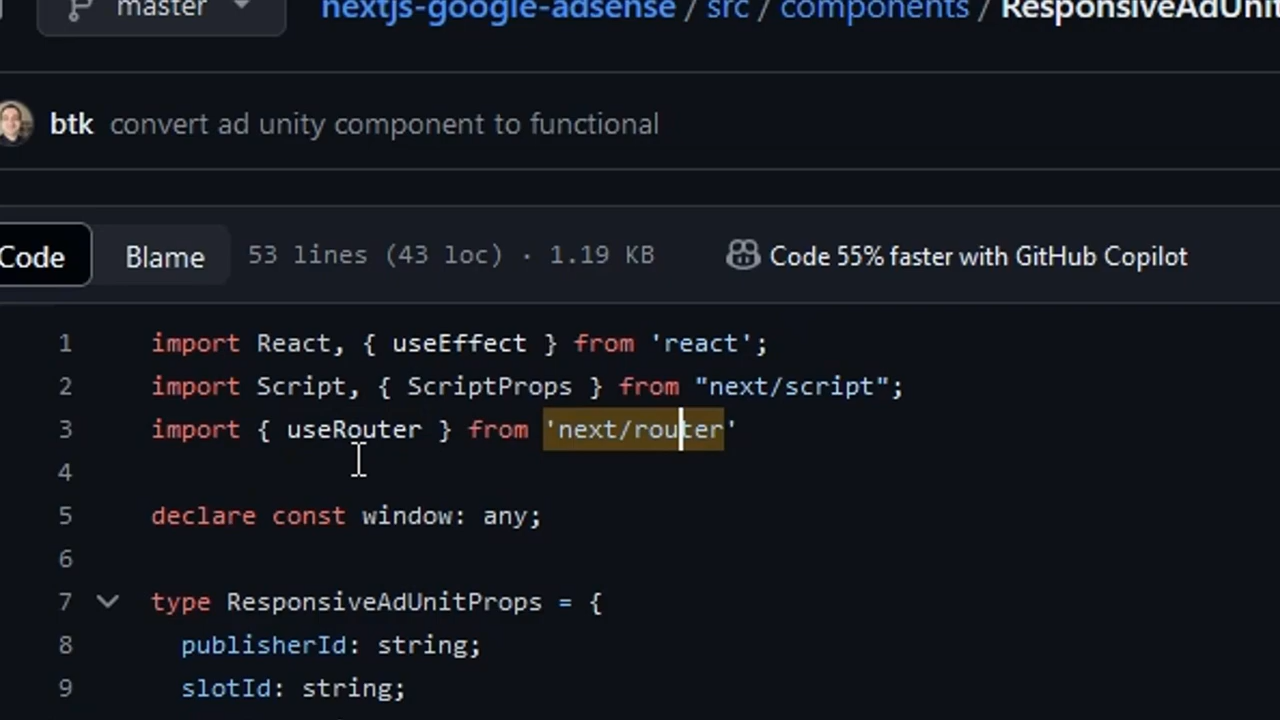 master
nextjs-google-adsense / src / components / ResponsiveAdUnit
btk convert ad unity component to functional
Code Blame 53 lines (43 loc) · 1.19 KB Code 55% faster with GitHub Copilot
1 import React, { useEffect } from 'react';
2 import Script, { ScriptProps } from "next/script";
3 import { useRouter } from 'next/router'
4
5 declare const window: any;
6
7 type ResponsiveAdUnitProps = {
8 publisherId: string;
9 slotId: string;